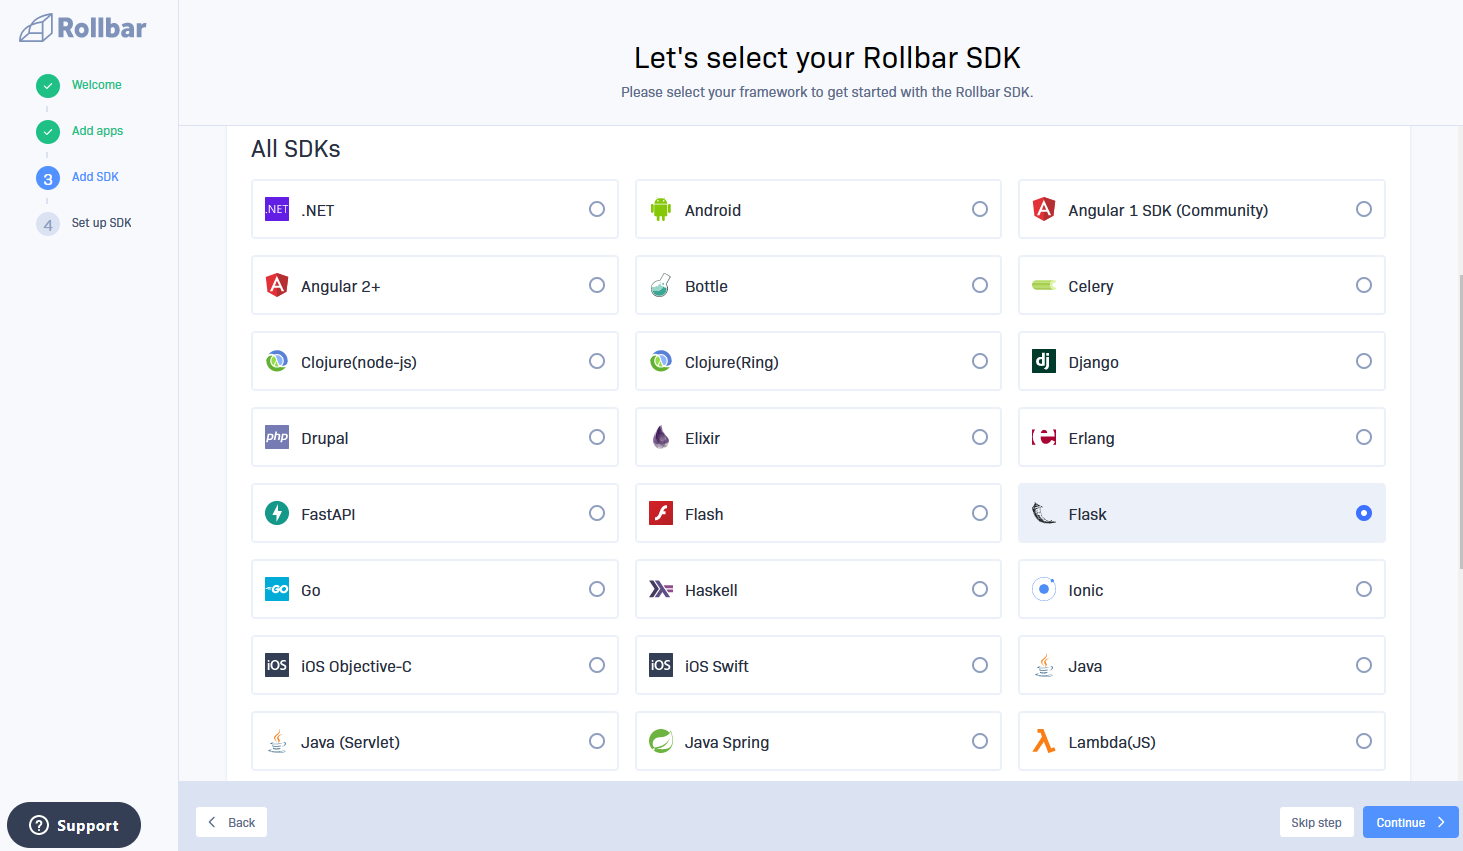 Rollbar
Welcome
Add apps
3 Add SDK
4 Set up SDK
Let's select your Rollbar SDK
Please select your framework to get started with the Rollbar SDK.
All SDKs
.NET .NET
Android
Angular 1 SDK (Community)
Angular 2+
Bottle
Celery
Clojure(node-js)
Clojure(Ring)
dj Django
php Drupal
Elixir
e Erlang
FastAPI
Flash
Flask
GO Go
Haskell
Ionic
iOS iOS Objective-C
iOS iOS Swift
Java
Java (Servlet)
Java Spring
Lambda(JS)
? Support
Back
Skip step
Continue